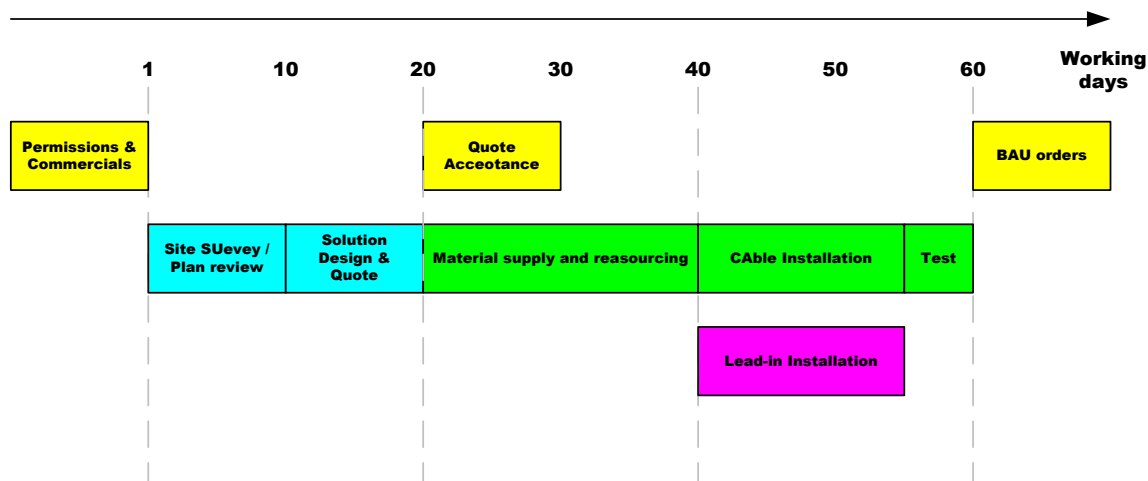 1 10 20 30 40 50 60 Working
days
Permissions &
Commercials
Quote
Acceotance
BAU orders
Site SUevey /
Plan review
Solution
Design &
Quote
Material supply and reasourcing
CAble Installation
Test
Lead-in Installation